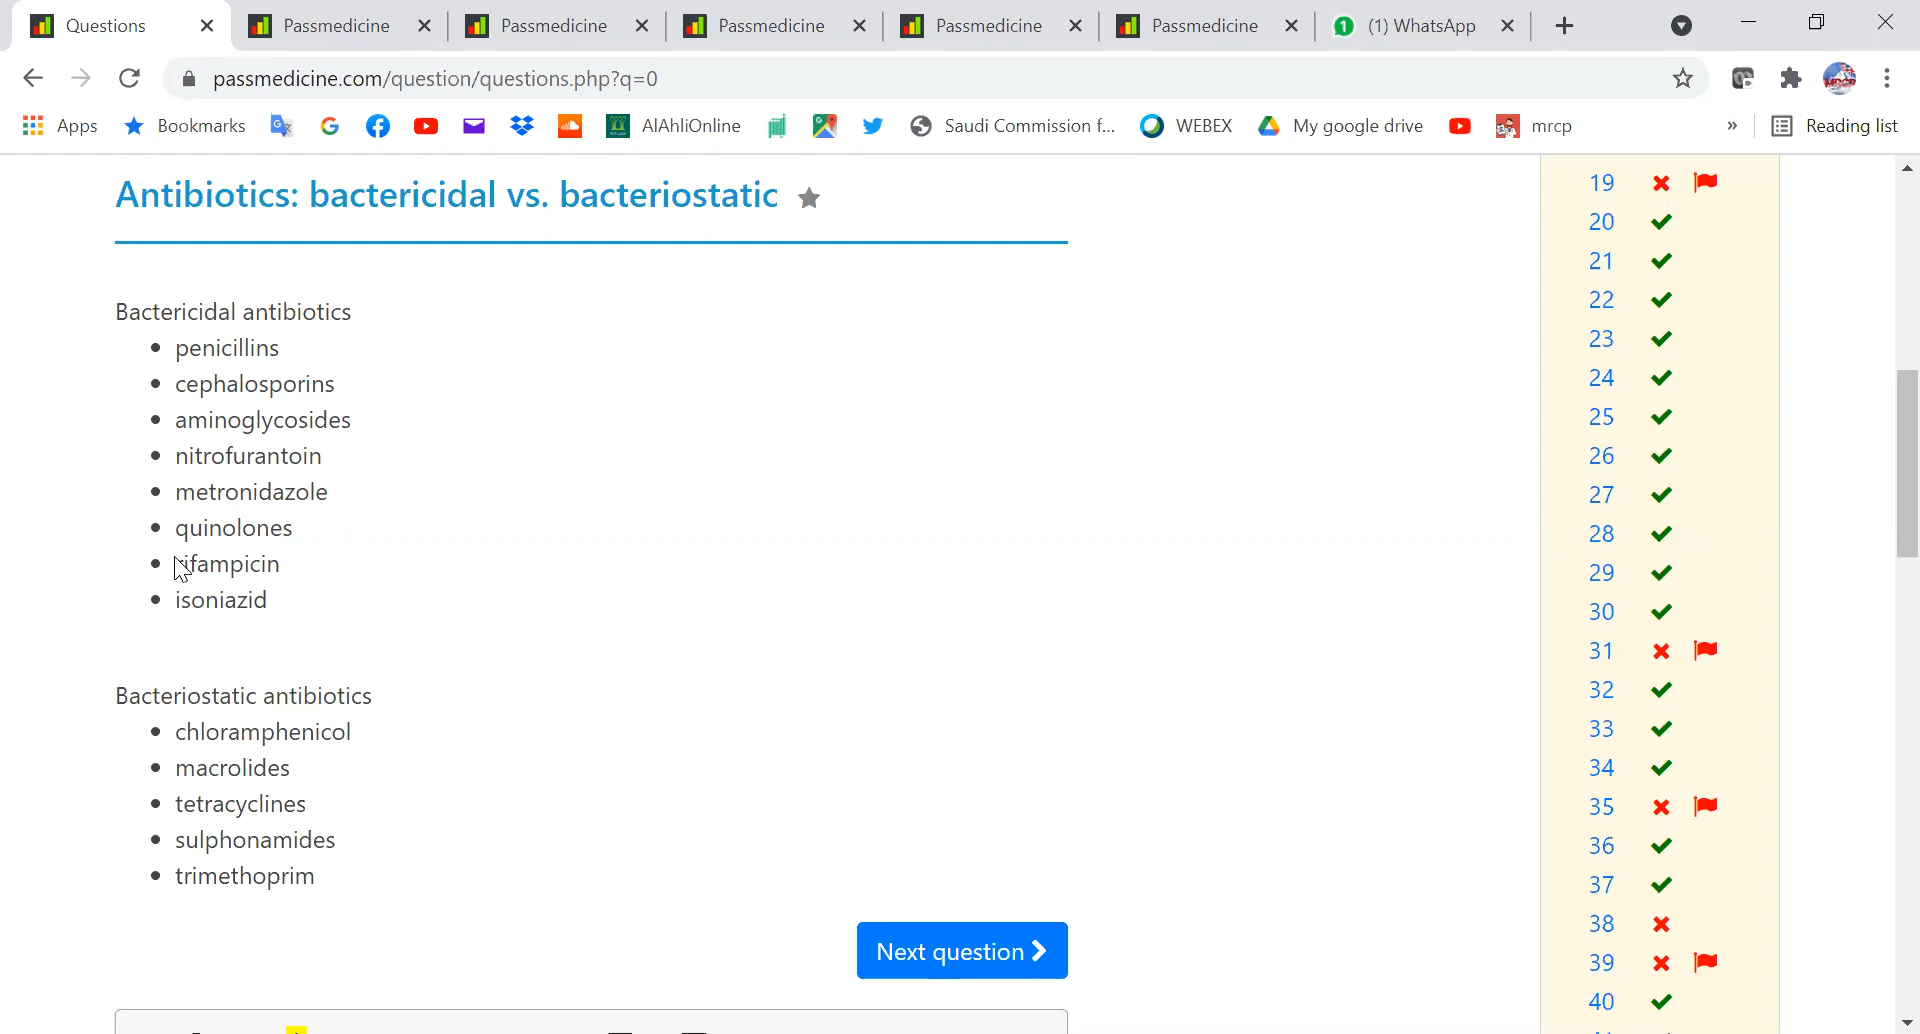 Questions
Passmedicine
Passmedicine
Passmedicine
Passmedicine
Passmedicine
1
(1) WhatsApp
passmedicine.com/question/questions.php?q=0
Apps
Bookmarks
AlAhliOnline
Saudi Commission f...
WEBEX
My google drive
mrcp
»
Reading list
Antibiotics: bactericidal vs. bacteriostatic
Bactericidal antibiotics
• penicillins
• cephalosporins
• aminoglycosides
• nitrofurantoin
• metronidazole
• quinolones
• rifampicin
• isoniazid
Bacteriostatic antibiotics
• chloramphenicol
• macrolides
• tetracyclines
• sulphonamides
• trimethoprim
Next question
19
20
21
22
23
24
25
26
27
28
29
30
31
32
33
34
35
36
37
38
39
40